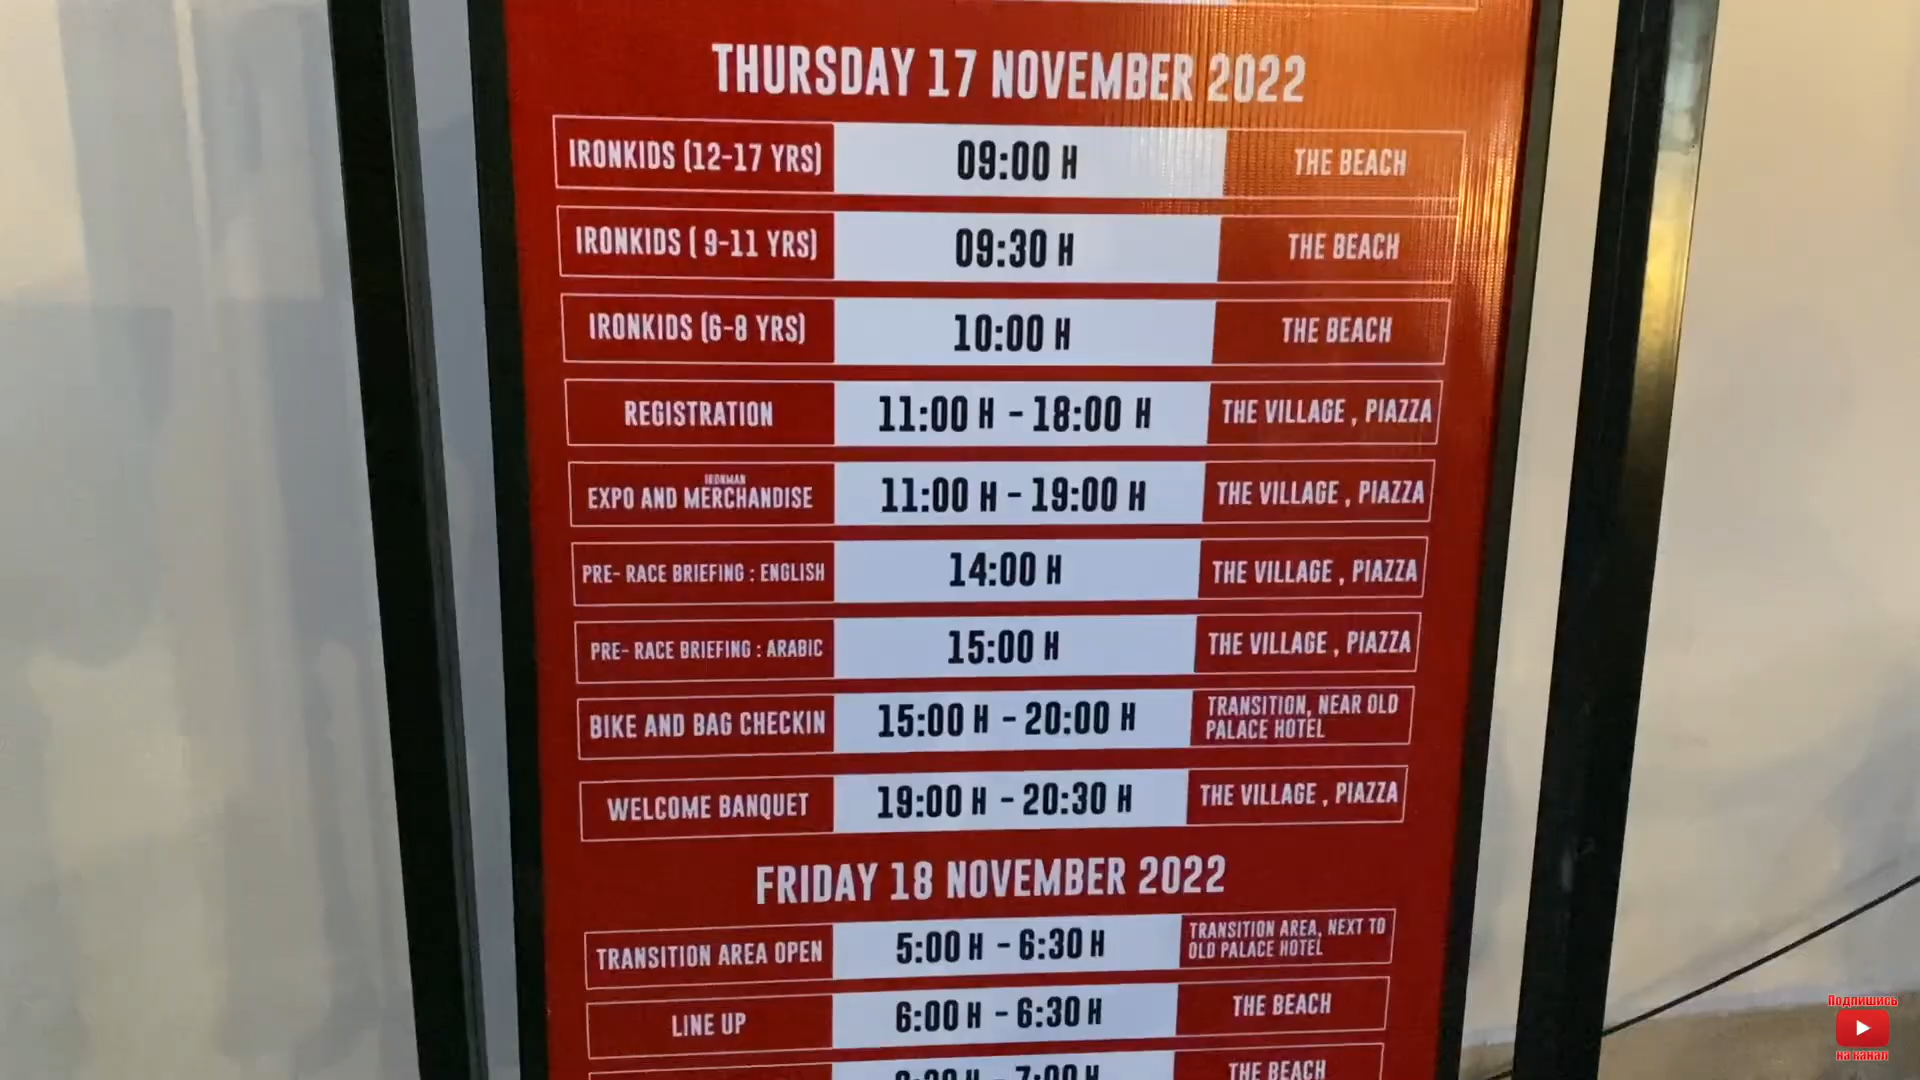 THURSDAY 17 NOVEMBER 2022
IRONKIDS (12-17 YRS) 09:00 H THE BEACH
IRONKIDS ( 9-11 YRS) 09:30 H THE BEACH
IRONKIDS (6-8 YRS) 10:00 H THE BEACH
REGISTRATION 11:00 H - 18:00 H THE VILLAGE , PIAZZA
IRONMAN
EXPO AND MERCHANDISE 11:00 H - 19:00 H THE VILLAGE , PIAZZA
PRE- RACE BRIEFING : ENGLISH 14:00 H THE VILLAGE , PIAZZA
PRE- RACE BRIEFING : ARABIC 15:00 H THE VILLAGE , PIAZZA
BIKE AND BAG CHECKIN 15:00 H - 20:00 H TRANSITION, NEAR OLD
PALACE HOTEL
WELCOME BANQUET 19:00 H - 20:30 H THE VILLAGE , PIAZZA
FRIDAY 18 NOVEMBER 2022
TRANSITION AREA OPEN 5:00 H - 6:30 H TRANSITION AREA, NEXT TO
OLD PALACE HOTEL
LINE UP 6:00 H - 6:30 H THE BEACH
H - 7:00 H THE BEACH
Подпишись
на канал